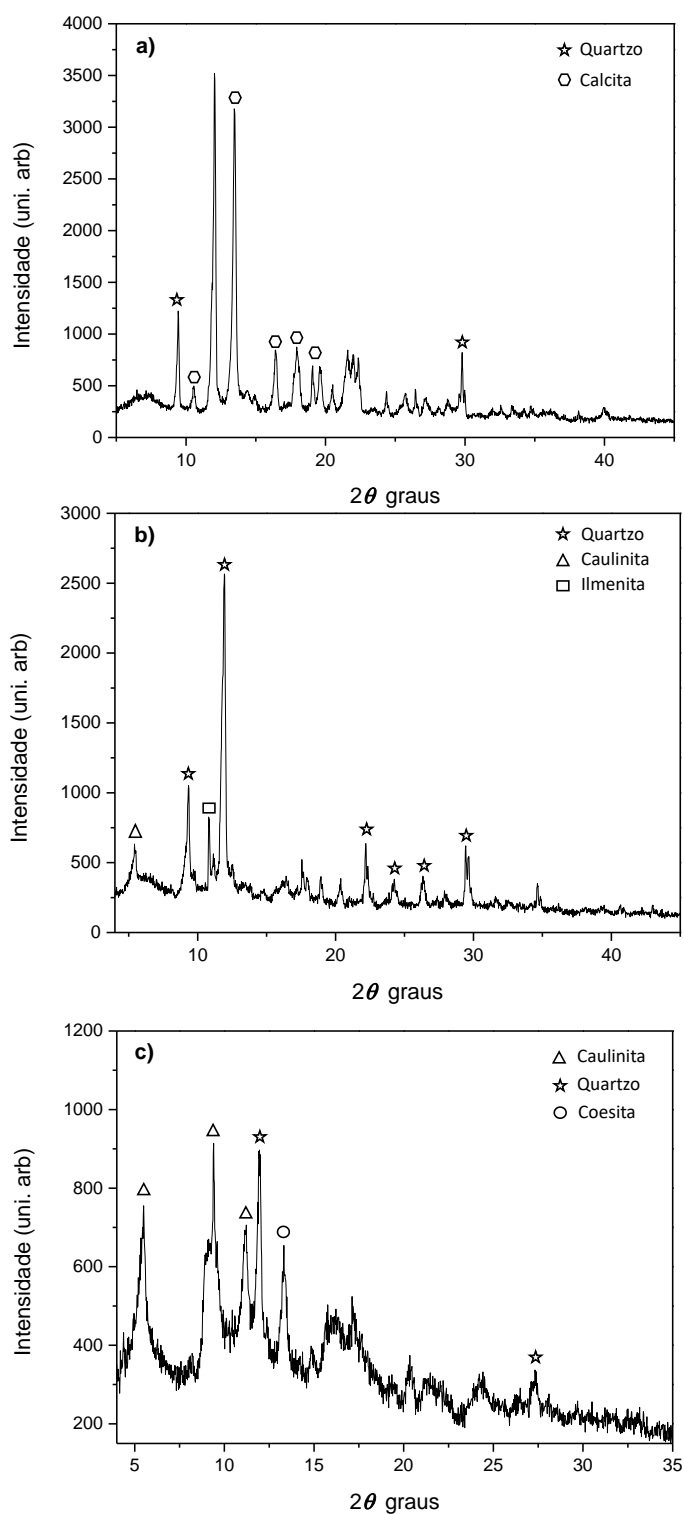 a)
Quartzo
Calcita
Intensidade (uni. arb)
4000
3500
3000
2500
2000
1500
1000
500
0
10 20 30 40
2θ graus
b)
Quartzo
Caulinita
Ilmenita
Intensidade (uni. arb)
3000
2500
2000
1500
1000
500
0
10 20 30 40
2θ graus
c)
Caulinita
Quartzo
Coesita
Intensidade (uni. arb)
1200
1000
800
600
400
200
5 10 15 20 25 30 35
2θ graus